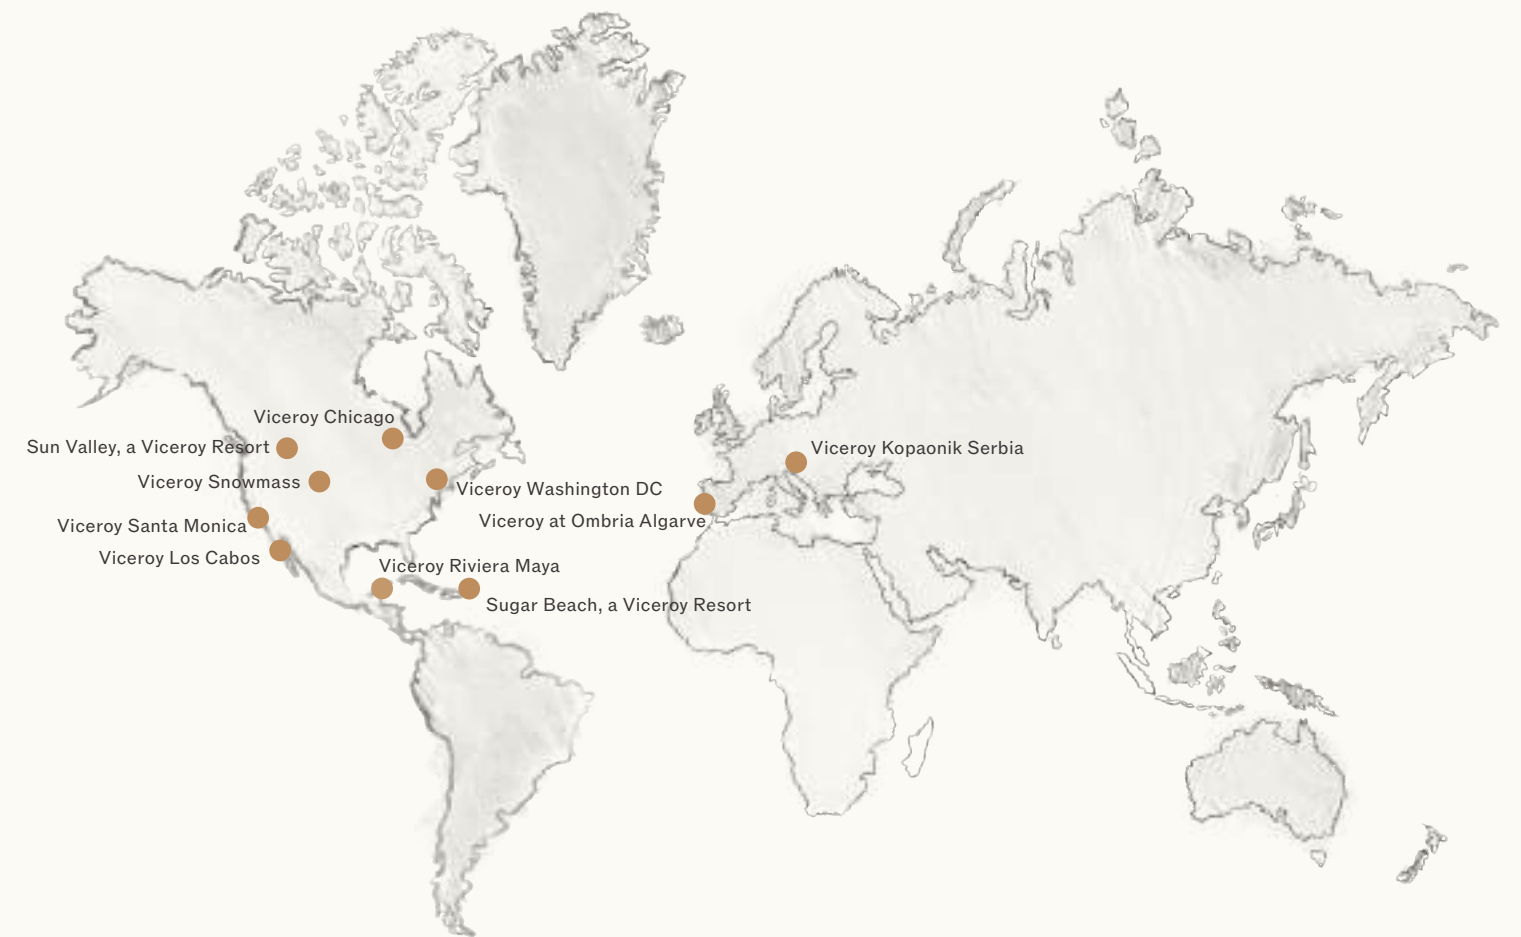 Viceroy Chicago
Sun Valley, a Viceroy Resort
Viceroy Kopaonik Serbia
Viceroy Snowmass
Viceroy Washington DC
Viceroy at Ombria Algarve
Viceroy Santa Monica
Viceroy Los Cabos
Viceroy Riviera Maya
Sugar Beach, a Viceroy Resort